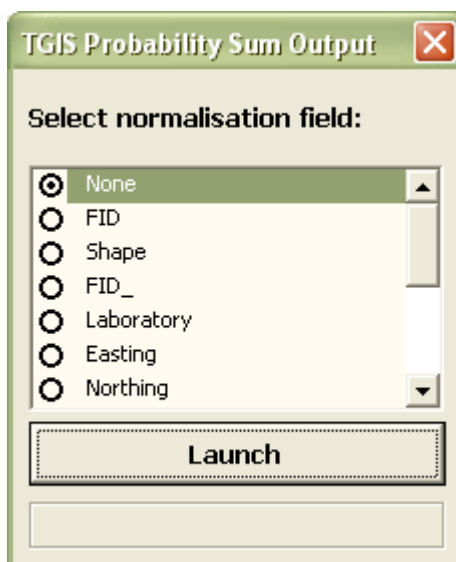 TGIS Probability Sum Output
Select normalisation field:
None
FID
Shape
FID_
Laboratory
Easting
Northing
Launch